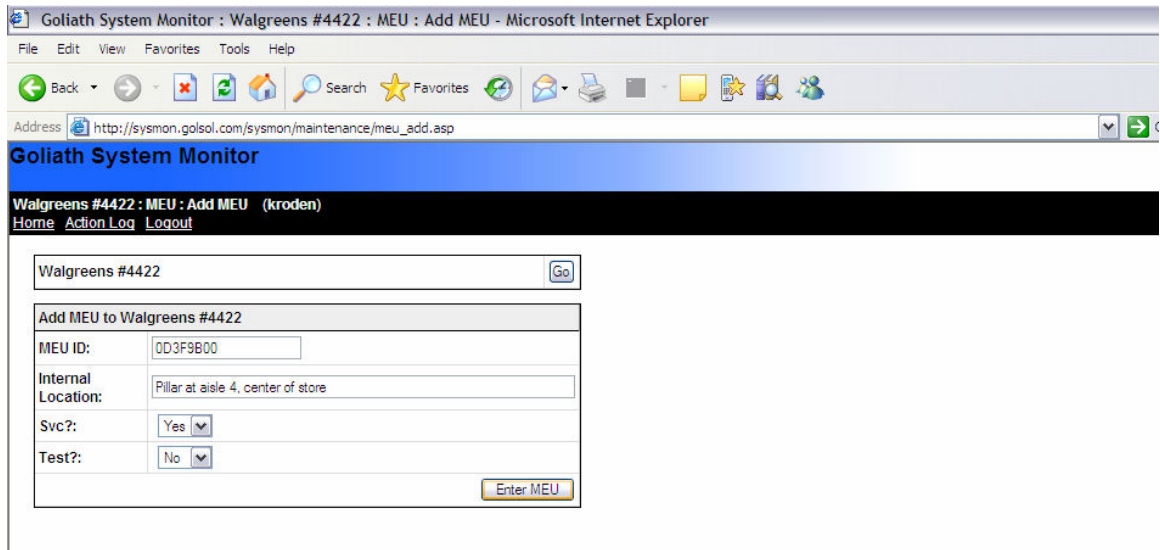 Goliath System Monitor : Walgreens #4422 : MEU : Add MEU - Microsoft Internet Explorer
File Edit View Favorites Tools Help
Back Search Favorites
Address http://sysmon.golsol.com/sysmon/maintenance/meu_add.asp
Goliath System Monitor
Walgreens #4422 : MEU : Add MEU (kroden)
Home Action Log Logout
Walgreens #4422 Go
Add MEU to Walgreens #4422
MEU ID: 0D3F9B00
Internal
Location: Pillar at aisle 4, center of store
Svc?: Yes
Test?: No
Enter MEU